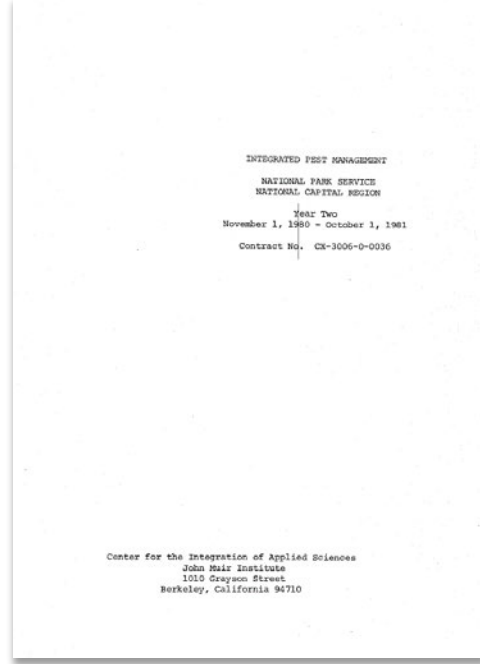 INTEGRATED PEST MANAGEMENT
NATIONAL PARK SERVICE
NATIONAL CAPITAL REGION
Year Two
November 1, 1980 - October 1, 1981
Contract No. CX-3006-0-0036
Center for the Integration of Applied Sciences
John Muir Institute
1010 Grayson Street
Berkeley, California 94710